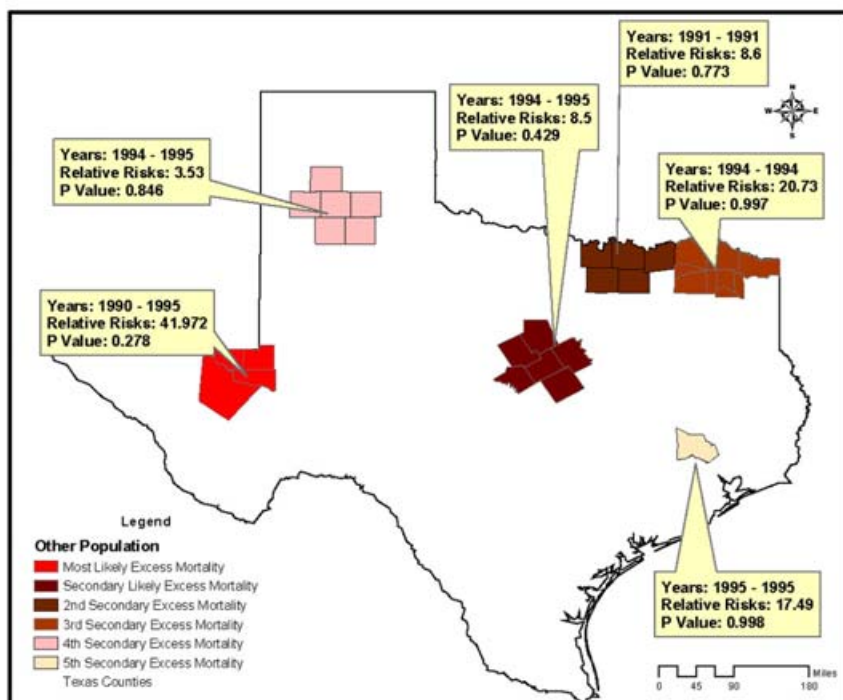 Years: 1991 - 1991
Relative Risks: 8.6
P Value: 0.773
Years: 1994 - 1995
Relative Risks: 8.5
P Value: 0.429
N
W E
S
Years: 1994 - 1995
Relative Risks: 3.53
P Value: 0.846
Years: 1994 - 1994
Relative Risks: 20.73
P Value: 0.997
Years: 1990 - 1995
Relative Risks: 41.972
P Value: 0.278
Legend
Other Population
Most Likely Excess Mortality
Secondary Likely Excess Mortality
2nd Secondary Excess Mortality
3rd Secondary Excess Mortality
4th Secondary Excess Mortality
5th Secondary Excess Mortality
Texas Counties
Years: 1995 - 1995
Relative Risks: 17.49
P Value: 0.998
Miles
0 45 90 180